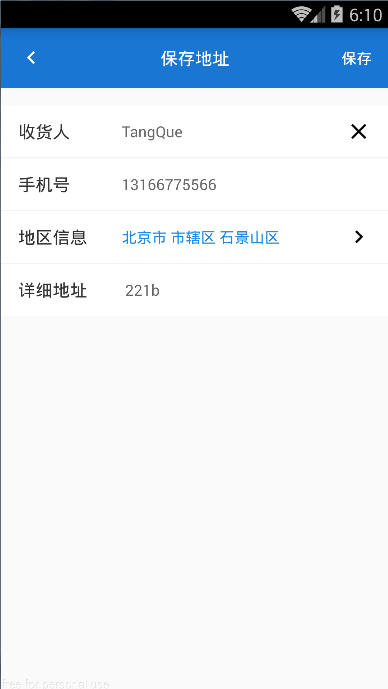 6:10
保存地址
保存
收货人 TangQue
手机号 13166775566
地区信息 北京市 市辖区 石景山区
详细地址 221b
free for personal use